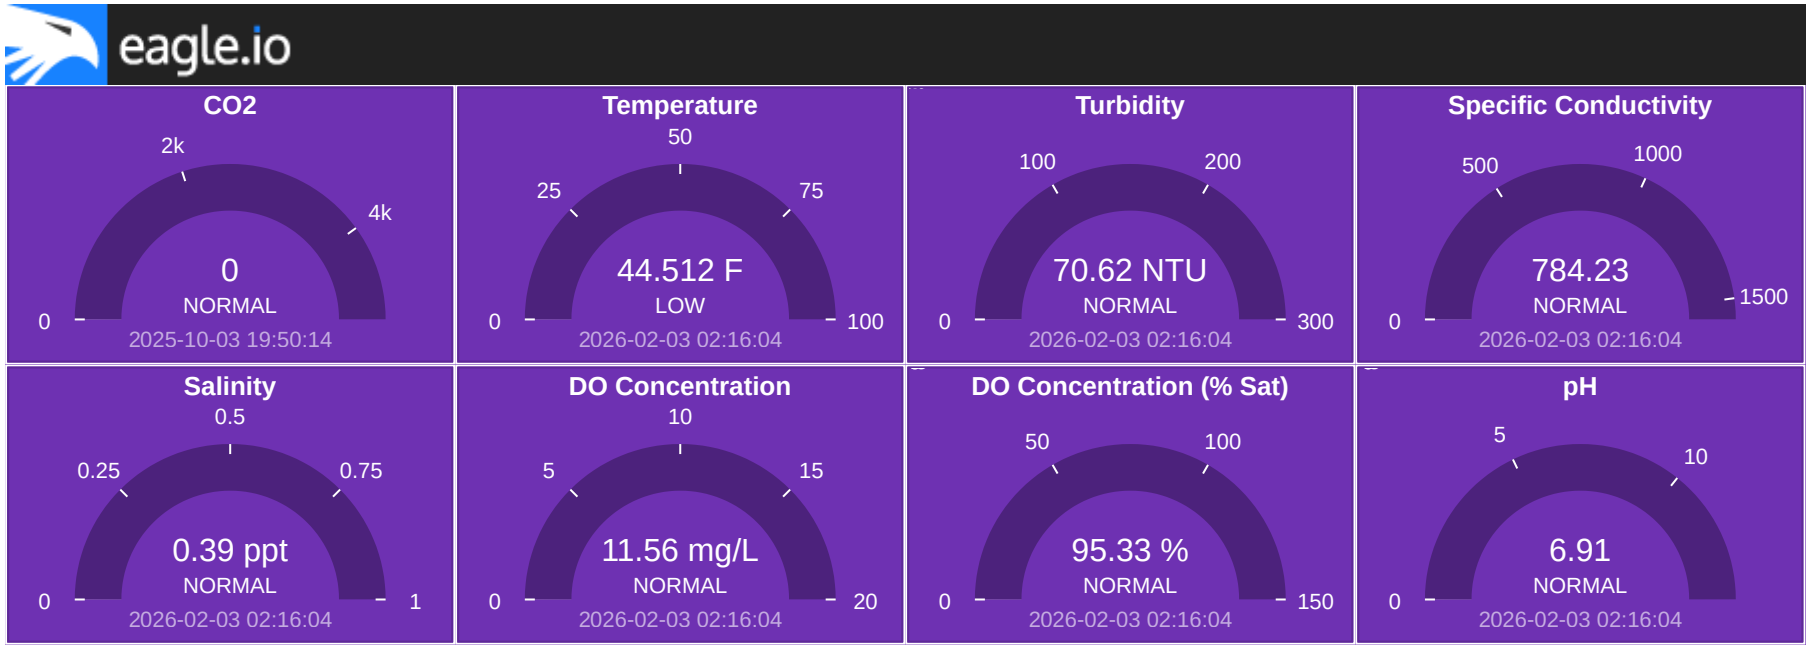 eagle.io
CO2
2k
4k
0
0
NORMAL
2025-10-03 19:50:14
Temperature
50
25
75
44.512 F
LOW
0
100
2026-02-03 02:16:04
Turbidity
100
200
70.62 NTU
NORMAL
0
300
2026-02-03 02:16:04
Specific Conductivity
500
1000
784.23
NORMAL
0
1500
2026-02-03 02:16:04
Salinity
0.5
0.25
0.75
0.39 ppt
NORMAL
0
1
2026-02-03 02:16:04
DO Concentration
10
5
15
11.56 mg/L
NORMAL
0
20
2026-02-03 02:16:04
DO Concentration (% Sat)
50
100
95.33 %
NORMAL
0
150
2026-02-03 02:16:04
pH
5
10
6.91
NORMAL
0
2026-02-03 02:16:04